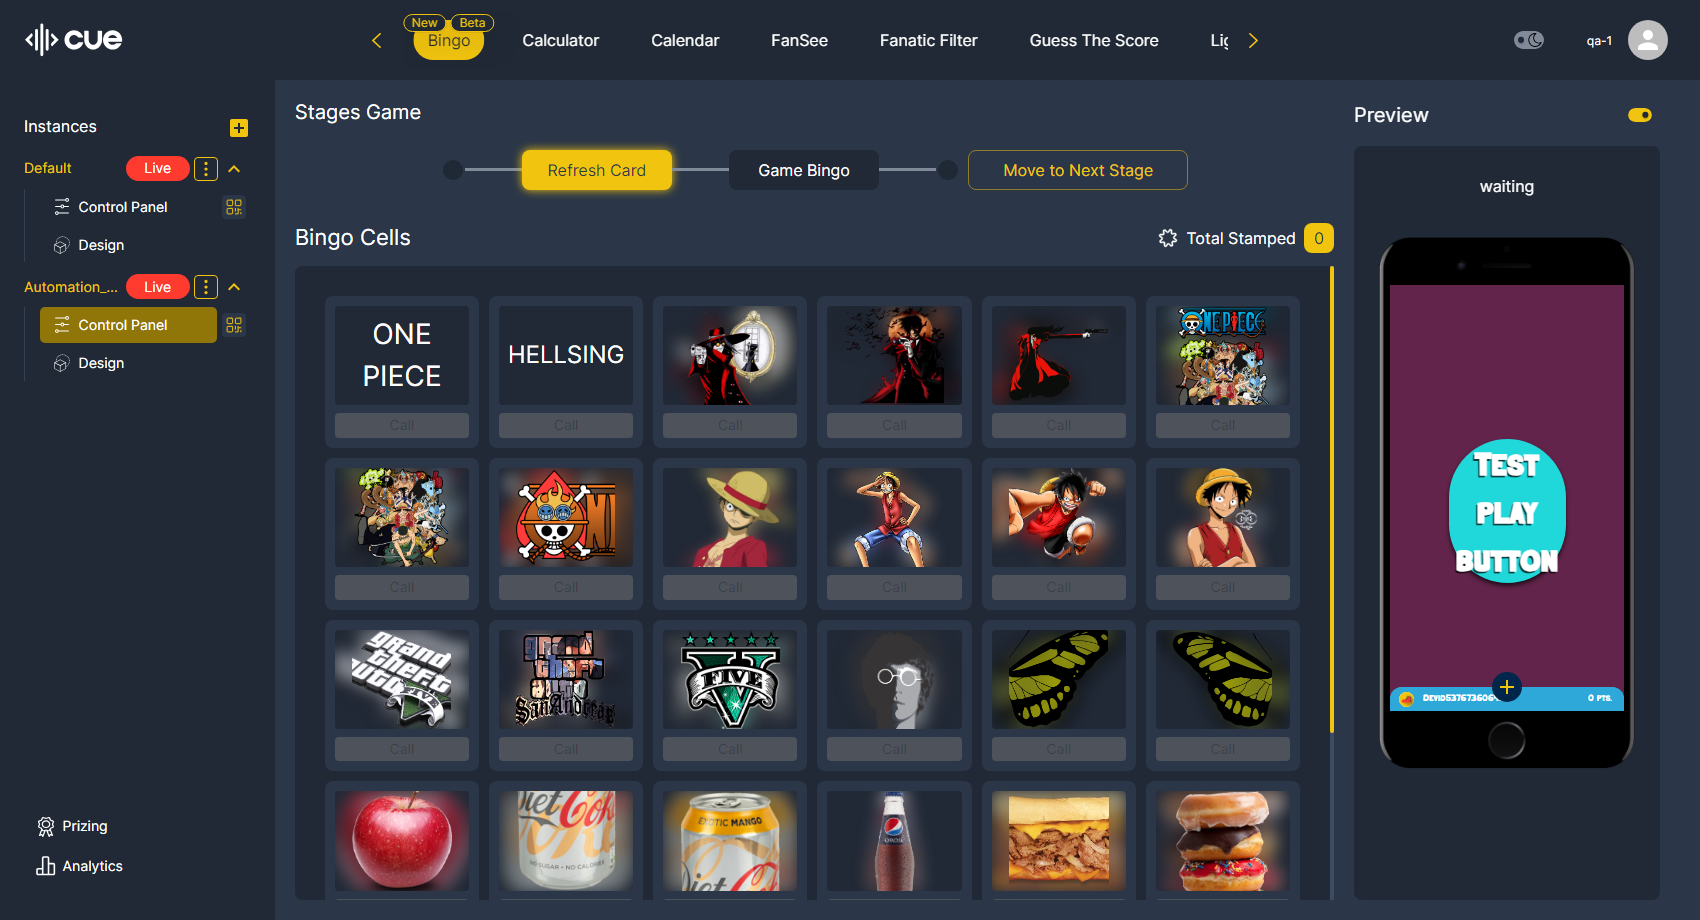 cue
New
Beta
Bingo
Calculator
Calendar
FanSee
Fanatic Filter
Guess The Score
Lig
qa-1
Instances
Default
Live
Control Panel
Design
Automation_...
Live
Control Panel
Design
Prizing
Analytics
Stages Game
Refresh Card
Game Bingo
Move to Next Stage
Bingo Cells
Total Stamped
0
ONE
PIECE
HELLSING
ONE PIECE
Call
Call
Call
Call
Call
Call
Call
Call
Call
Call
Call
Call
grand
theft
auto
FIVE
grand
theft
auto
San Andreas
V
FIVE
Call
Call
Call
Call
Call
Call
Diet
Coke
NO SUGAR • NO CALORIES
EXOTIC MANGO
Diet C
pepsi
Preview
waiting
TEST
PLAY
BUTTON
0 PTS.